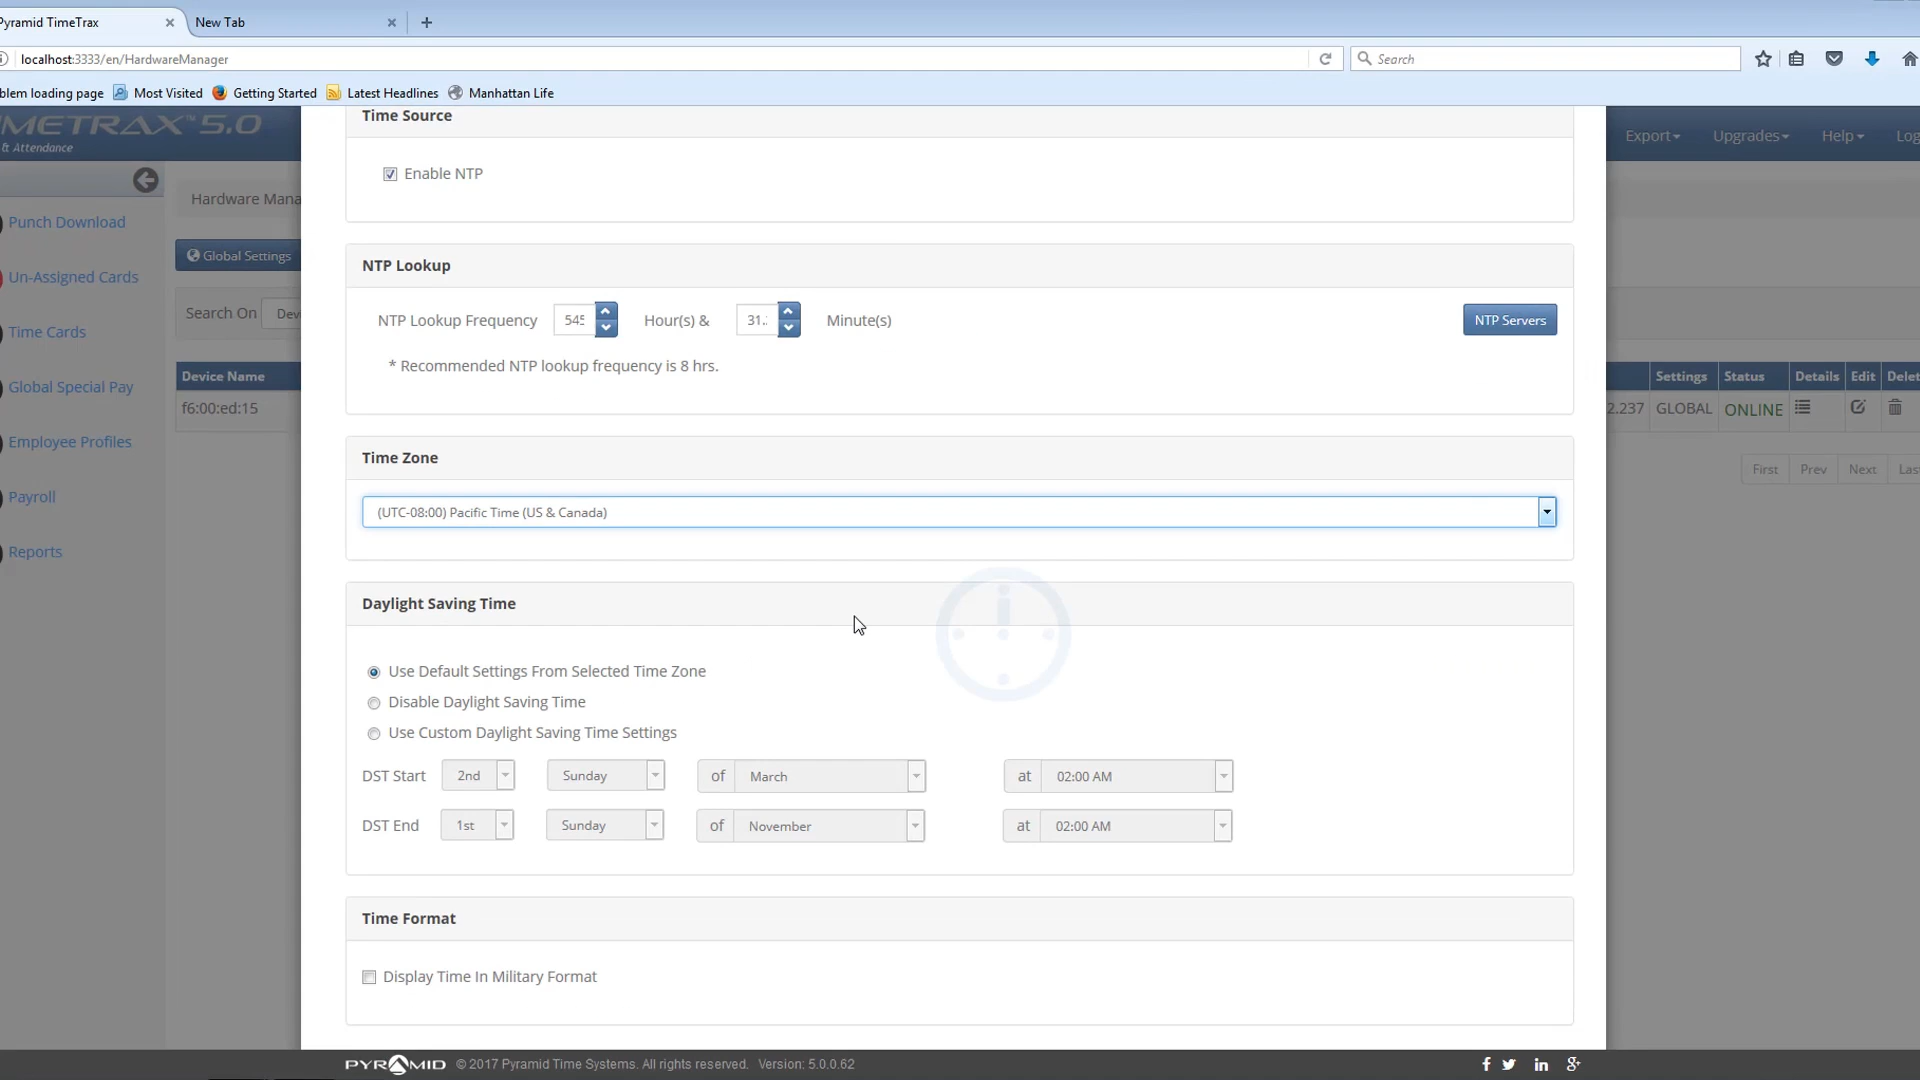 Pyramid TimeTrax
New Tab
localhost:3333/en/HardwareManager
Search
blem loading page
Most Visited
Getting Started
Latest Headlines
Manhattan Life
METRAX™ 5.0
& Attendance
Export
Upgrades
Help
Log
Punch Download
Un-Assigned Cards
Time Cards
Global Special Pay
Employee Profiles
Payroll
Reports
Hardware Mana
Global Settings
Search On
Devi
Device Name
f6:00:ed:15
Settings
Status
Details
Edit
Delet
2.237
GLOBAL
ONLINE
First
Prev
Next
Las
Time Source
Enable NTP
NTP Lookup
NTP Lookup Frequency 545 Hour(s) & 31. Minute(s)
NTP Servers
* Recommended NTP lookup frequency is 8 hrs.
Time Zone
(UTC-08:00) Pacific Time (US & Canada)
Daylight Saving Time
Use Default Settings From Selected Time Zone
Disable Daylight Saving Time
Use Custom Daylight Saving Time Settings
DST Start 2nd Sunday of March at 02:00 AM
DST End 1st Sunday of November at 02:00 AM
Time Format
Display Time In Military Format
PYRAMID © 2017 Pyramid Time Systems. All rights reserved. Version: 5.0.0.62